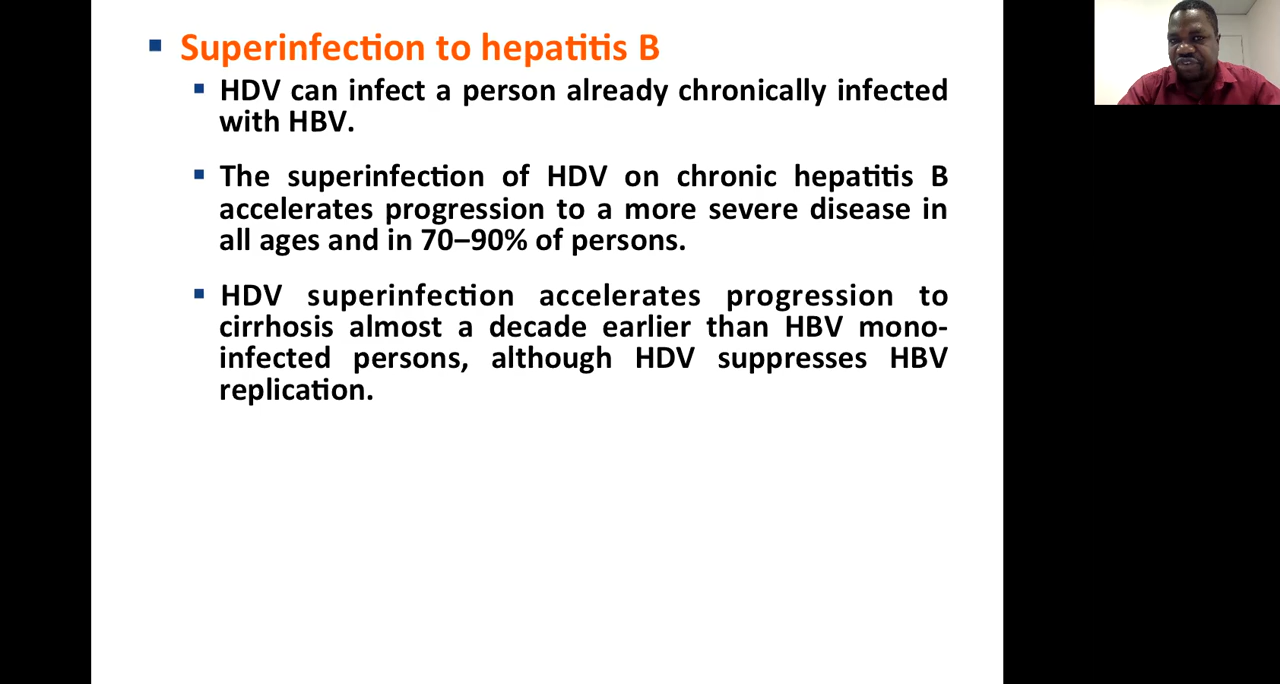 Superinfection to hepatitis B
HDV can infect a person already chronically infected
with HBV.
The superinfection of HDV on chronic hepatitis B
accelerates progression to a more severe disease in
all ages and in 70–90% of persons.
HDV superinfection accelerates progression to
cirrhosis almost a decade earlier than HBV mono-
infected persons, although HDV suppresses HBV
replication.